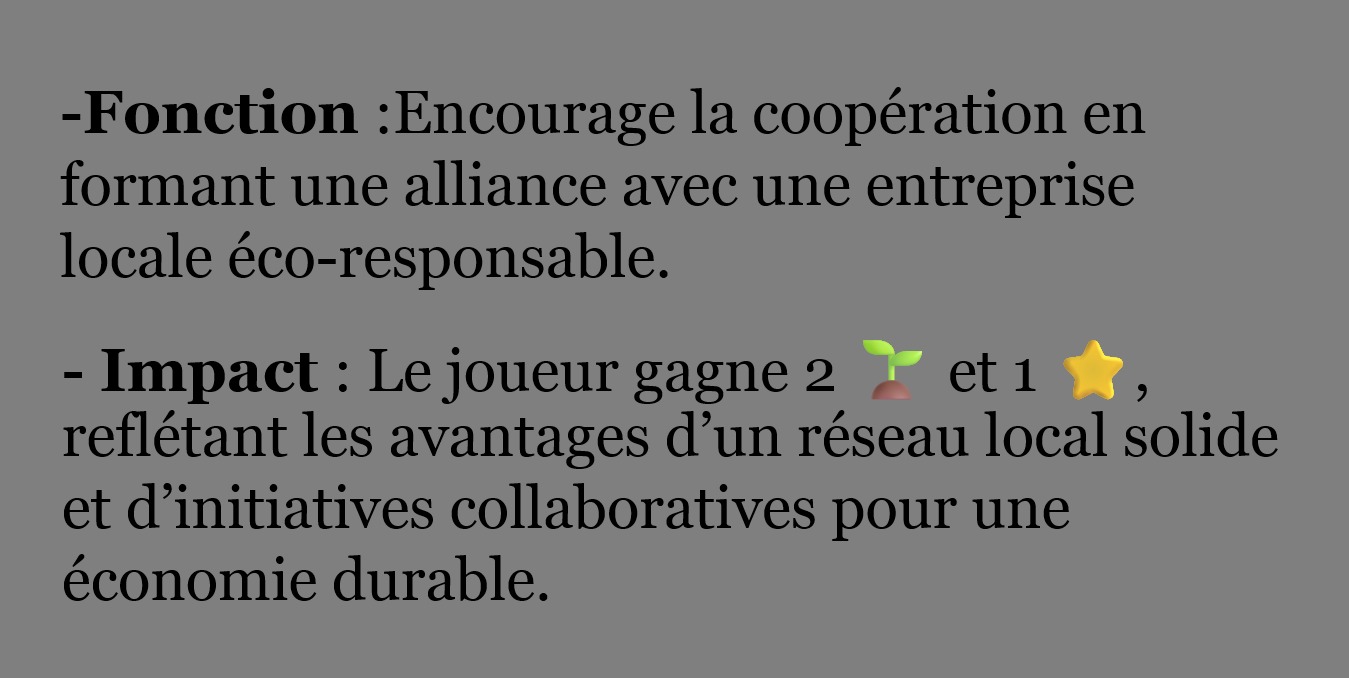 -Fonction :Encourage la coopération en
formant une alliance avec une entreprise
locale éco-responsable.
- Impact : Le joueur gagne 2 🌱 et 1 ⭐ ,
reflétant les avantages d’un réseau local solide
et d’initiatives collaboratives pour une
économie durable.